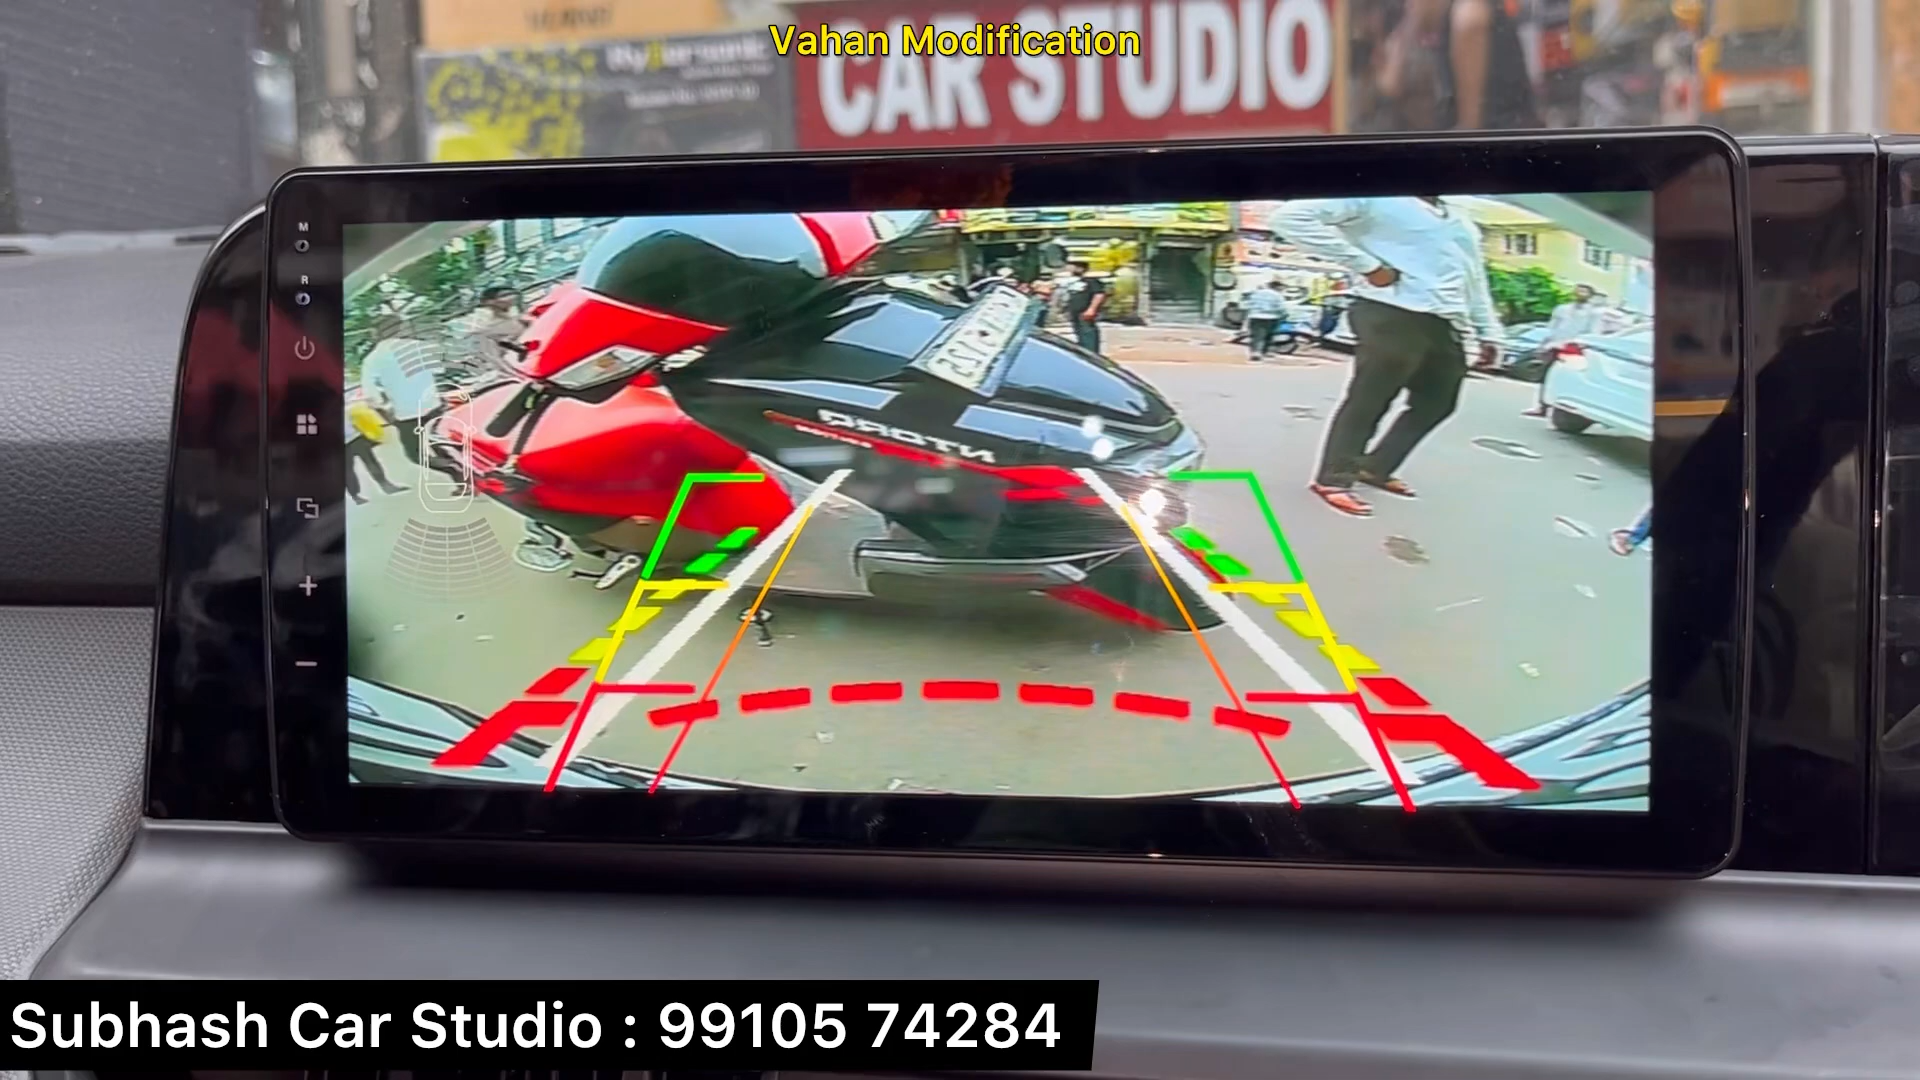 Vahan Modification
CAR STUDIO
M
R
NTORQ
Subhash Car Studio : 99105 74284